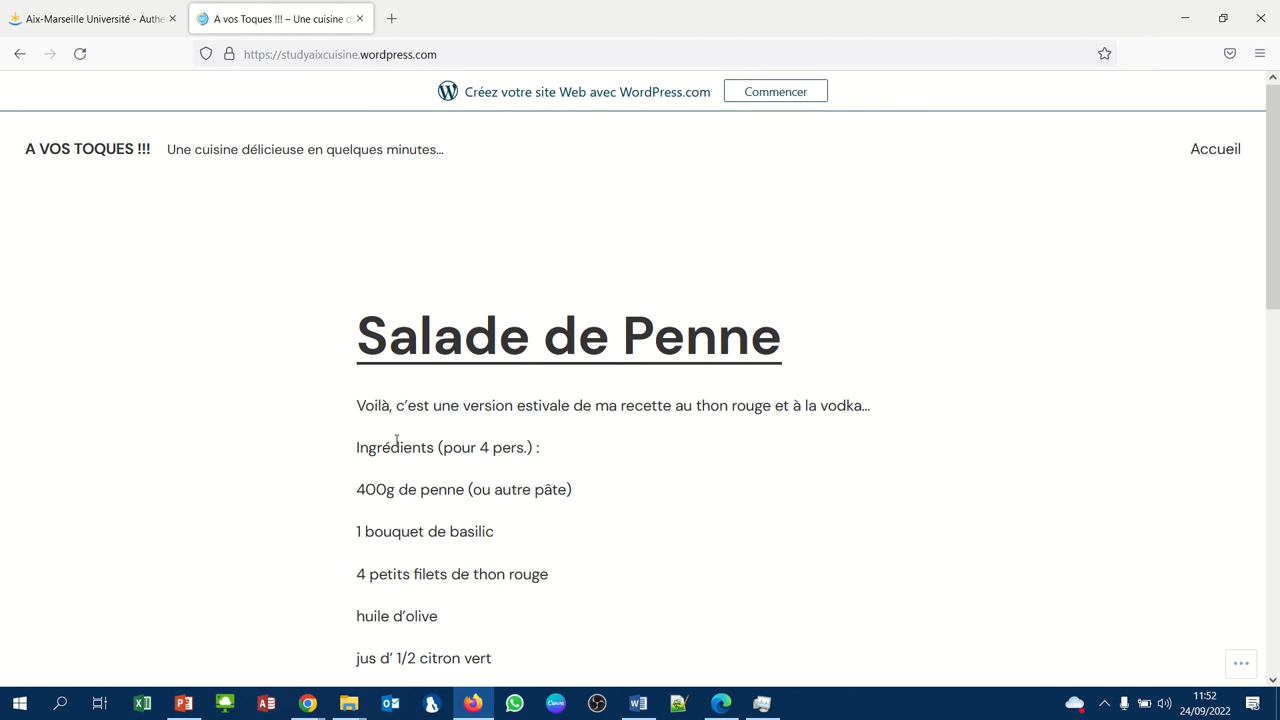 Aix-Marseille Université - Authe
A vos Toques !!! – Une cuisine d
https://studyaixcuisine.wordpress.com
Créez votre site Web avec WordPress.com
Commencer
A VOS TOQUES !!!
Une cuisine délicieuse en quelques minutes…
Accueil
Salade de Penne
Voilà, c’est une version estivale de ma recette au thon rouge et à la vodka…
Ingrédients (pour 4 pers.) :
400g de penne (ou autre pâte)
1 bouquet de basilic
4 petits filets de thon rouge
huile d’olive
jus d’ 1/2 citron vert
11:52
24/09/2022